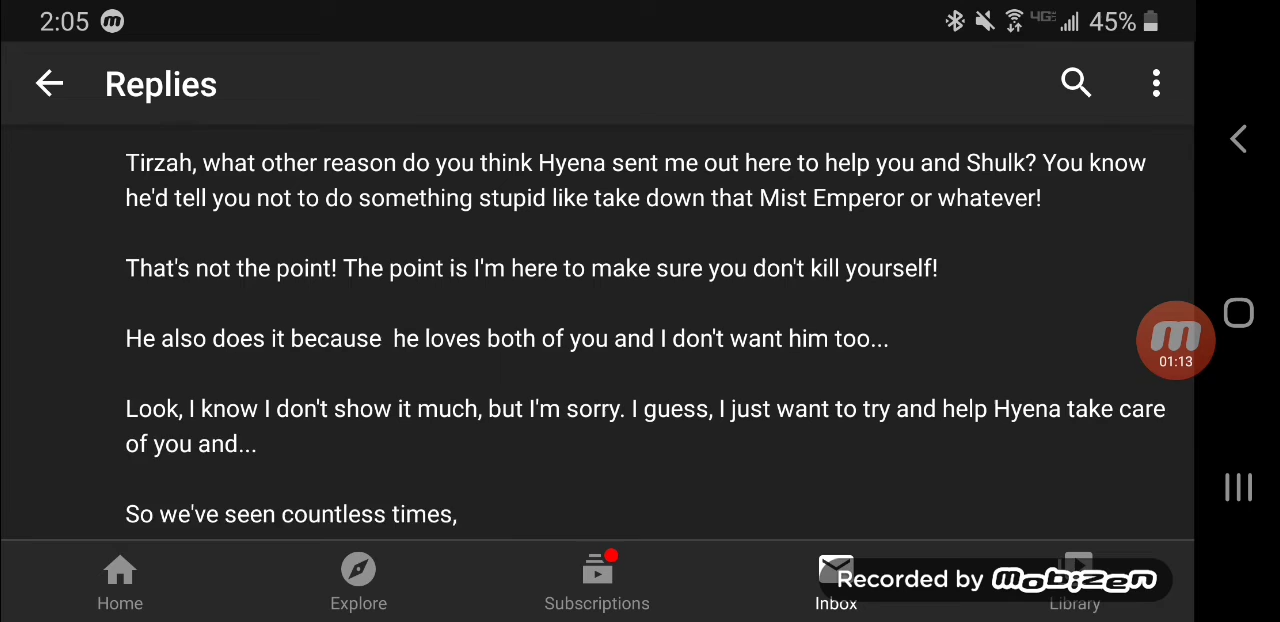 2:05 m 4GE 45%
Replies
Tirzah, what other reason do you think Hyena sent me out here to help you and Shulk? You know
he'd tell you not to do something stupid like take down that Mist Emperor or whatever!
That's not the point! The point is I'm here to make sure you don't kill yourself!
He also does it because  he loves both of you and I don't want him too...
m
01:13
Look, I know I don't show it much, but I'm sorry. I guess, I just want to try and help Hyena take care
of you and...
So we've seen countless times,
Recorded by mobizen
Home Explore Subscriptions Inbox Library